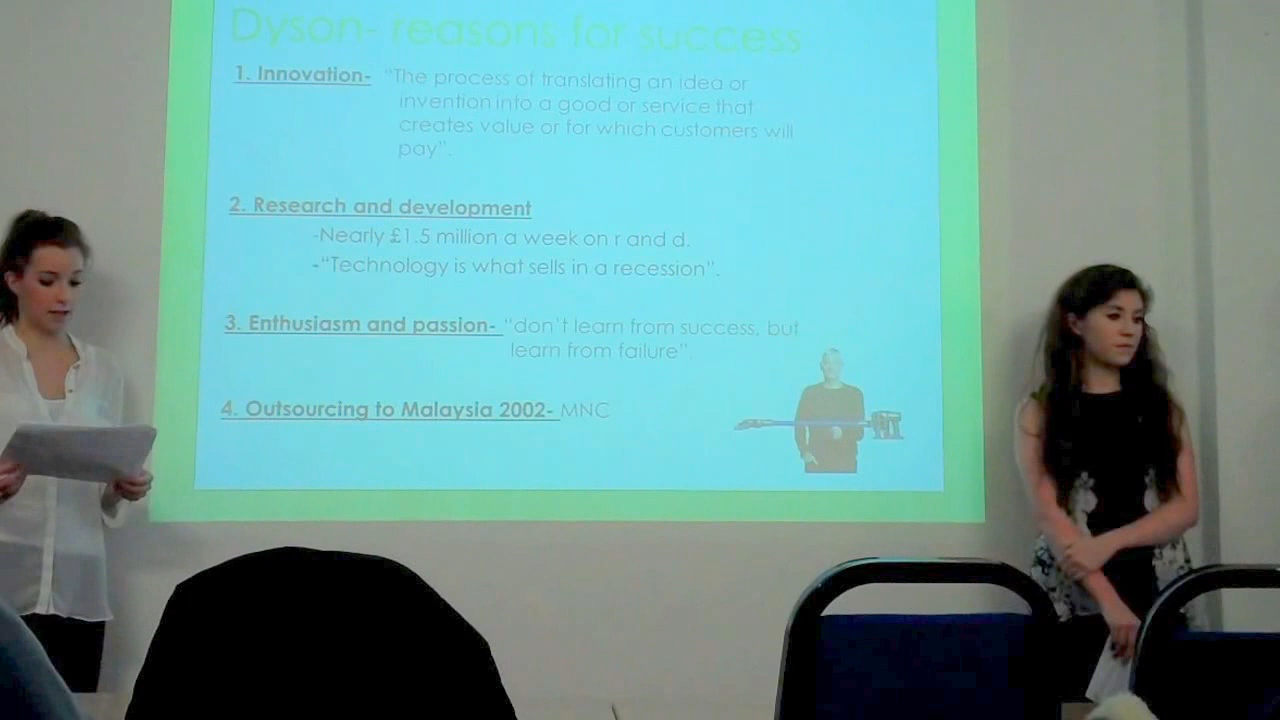 Dyson- reasons for success
1. Innovation- “The process of translating an idea or
invention into a good or service that
creates value or for which customers will
pay”.
2. Research and development
-Nearly £1.5 million a week on r and d.
-“Technology is what sells in a recession”.
3. Enthusiasm and passion- “don’t learn from success, but
learn from failure”.
4. Outsourcing to Malaysia 2002- MNC